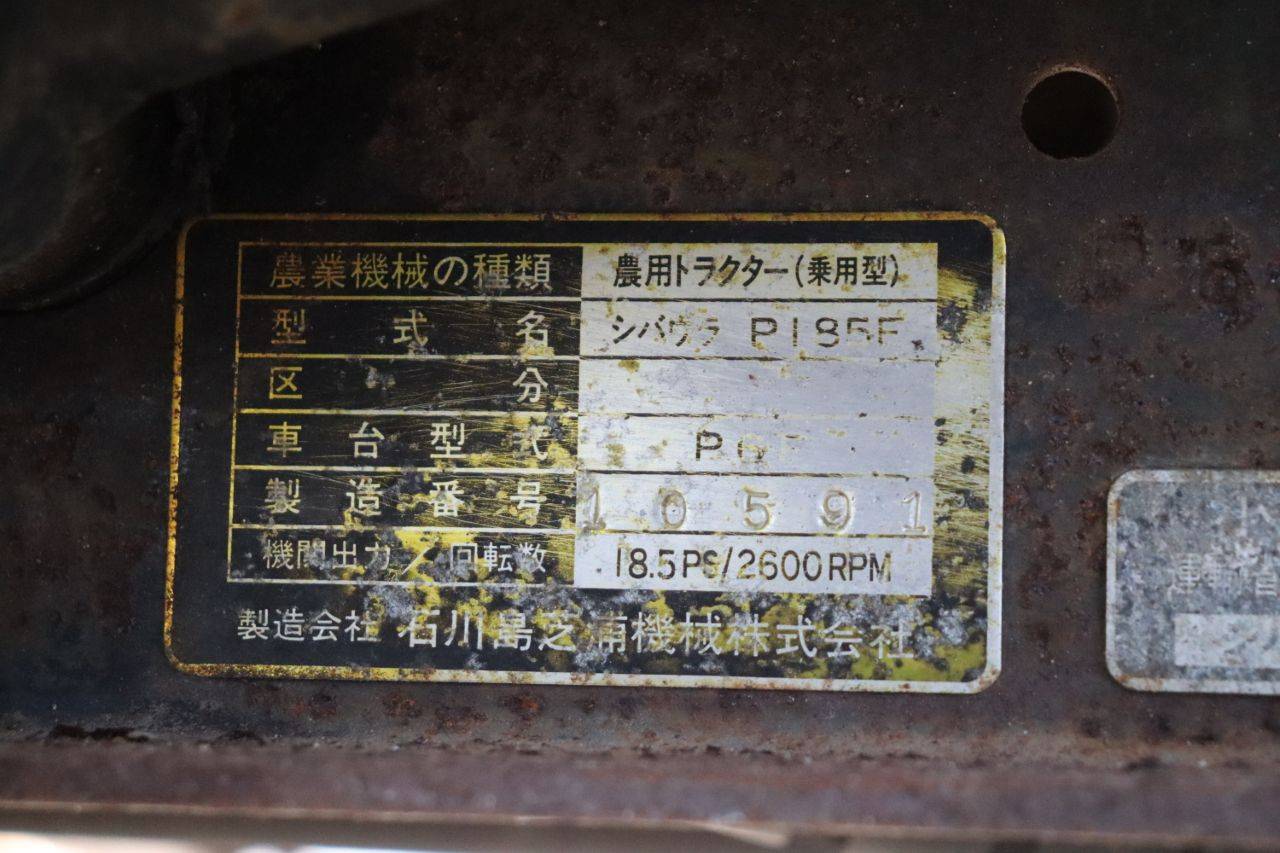 農業機械の種類 農用トラクター(乗用型)
型式名 シバウラ P185F
区分
車台型式 P6F
製造番号 10591
機関出力/回転数 18.5PS/2600RPM
製造会社 石川島芝浦機械株式会社